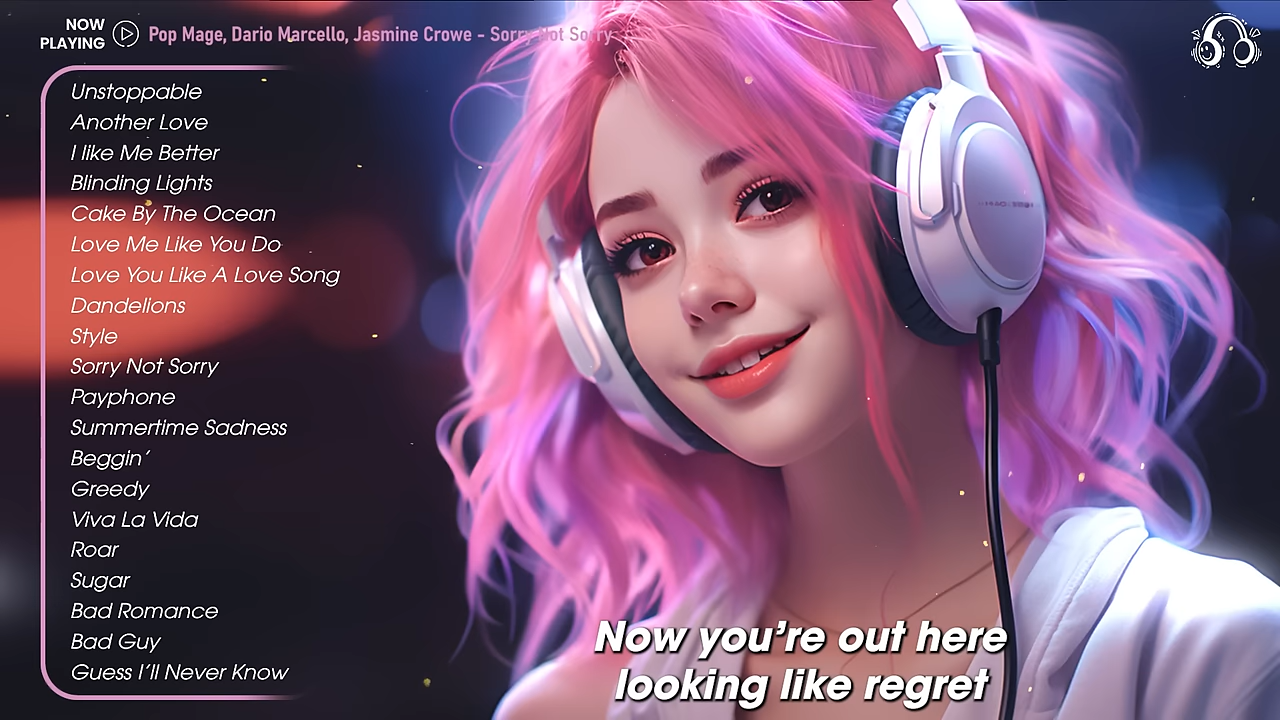 NOW
PLAYING
Pop Mage, Dario Marcello, Jasmine Crowe - Sorry Not Sorry
Unstoppable
Another Love
I like Me Better
Blinding Lights
Cake By The Ocean
Love Me Like You Do
Love You Like A Love Song
Dandelions
Style
Sorry Not Sorry
Payphone
Summertime Sadness
Beggin’
Greedy
Viva La Vida
Roar
Sugar
Bad Romance
Bad Guy
Guess I’ll Never Know
Now you’re out here
looking like regret